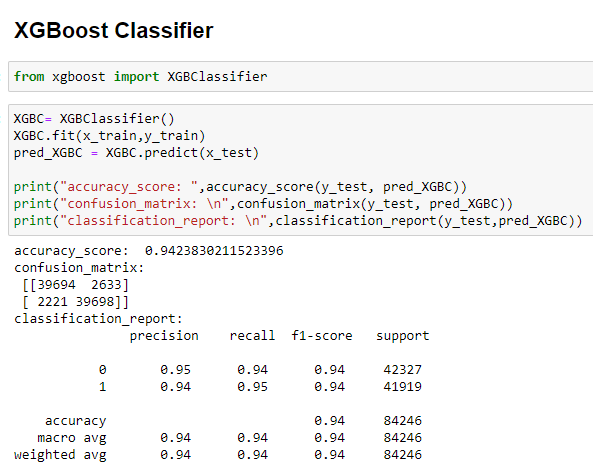 XGBoost Classifier
from xgboost import XGBClassifier
XGBC= XGBClassifier()
XGBC.fit(x_train,y_train)
pred_XGBC = XGBC.predict(x_test)
print("accuracy_score: ",accuracy_score(y_test, pred_XGBC))
print("confusion_matrix: \n",confusion_matrix(y_test, pred_XGBC))
print("classification_report: \n",classification_report(y_test,pred_XGBC))
accuracy_score:  0.9423830211523396
confusion_matrix:
[[39694  2633]
[ 2221 39698]]
classification_report:
precision    recall  f1-score   support
0       0.95      0.94      0.94     42327
1       0.94      0.95      0.94     41919
accuracy                           0.94     84246
macro avg       0.94      0.94      0.94     84246
weighted avg       0.94      0.94      0.94     84246